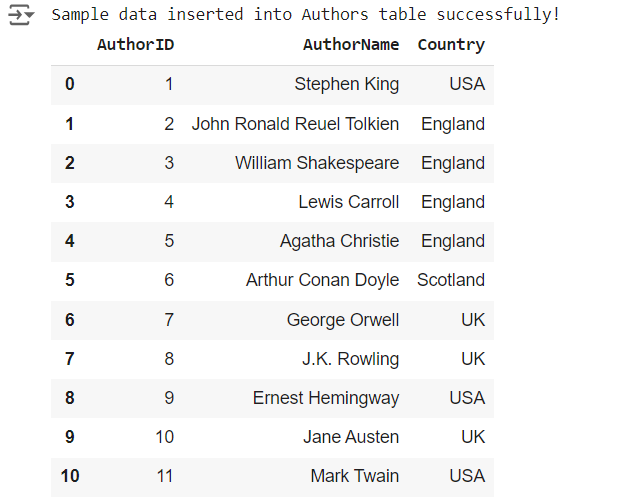 Sample data inserted into Authors table successfully!
AuthorID AuthorName Country
0 1 Stephen King USA
1 2 John Ronald Reuel Tolkien England
2 3 William Shakespeare England
3 4 Lewis Carroll England
4 5 Agatha Christie England
5 6 Arthur Conan Doyle Scotland
6 7 George Orwell UK
7 8 J.K. Rowling UK
8 9 Ernest Hemingway USA
9 10 Jane Austen UK
10 11 Mark Twain USA